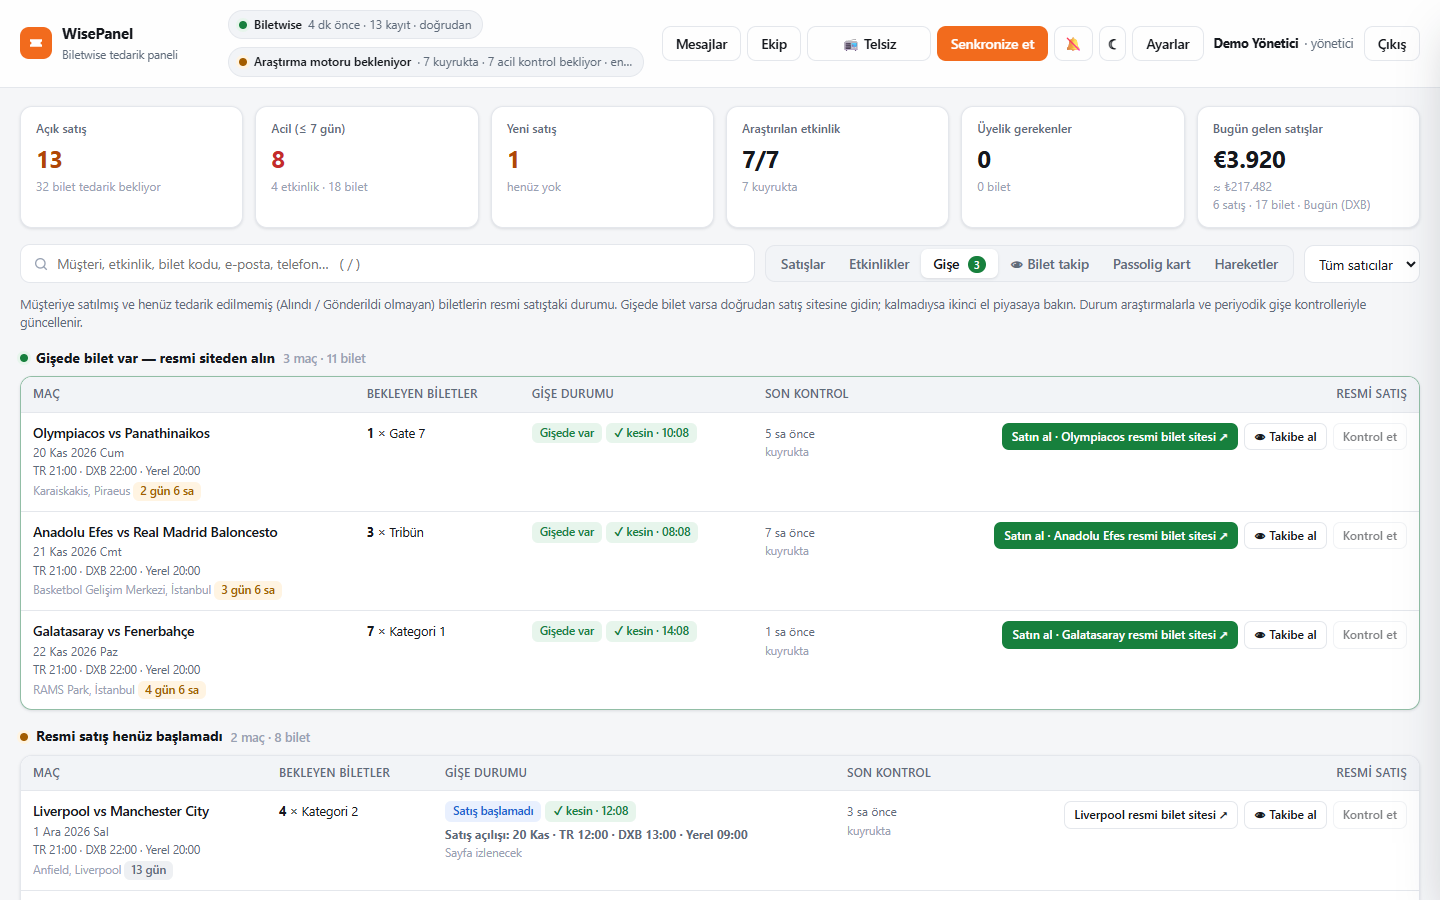 WisePanel
Biletwise tedarik paneli
Biletwise 4 dk önce · 13 kayıt · doğrudan
Araştırma motoru bekleniyor · 7 kuyrukta · 7 acil kontrol bekliyor · en...
Mesajlar
Ekip
Telsiz
Senkronize et
Ayarlar
Demo Yönetici · yönetici
Çıkış
Açık satış
13
32 bilet tedarik bekliyor
Acil (≤ 7 gün)
8
4 etkinlik · 18 bilet
Yeni satış
1
henüz yok
Araştırılan etkinlik
7/7
7 kuyrukta
Üyelik gerekenler
0
0 bilet
Bugün gelen satışlar
€3.920
≈ ₺217.482
6 satış · 17 bilet · Bugün (DXB)
Müşteri, etkinlik, bilet kodu, e-posta, telefon... ( / )
Satışlar
Etkinlikler
Gişe 3
Bilet takip
Passolig kart
Hareketler
Tüm satıcılar
Müşteriye satılmış ve henüz tedarik edilmemiş (Alındı / Gönderildi olmayan) biletlerin resmi satıştaki durumu. Gişede bilet varsa doğrudan satış sitesine gidin; kalmadıysa ikinci el piyasaya bakın. Durum araştırmalarla ve periyodik gişe kontrolleriyle
güncellenir.
Gişede bilet var — resmi siteden alın 3 maç · 11 bilet
MAÇ BEKLEYEN BİLETLER GİŞE DURUMU SON KONTROL RESMİ SATIŞ
Olympiacos vs Panathinaikos
20 Kas 2026 Cum
TR 21:00 · DXB 22:00 · Yerel 20:00
Karaiskakis, Piraeus 2 gün 6 sa
1 × Gate 7
Gişede var ✓ kesin · 10:08
5 sa önce
kuyrukta
Satın al · Olympiacos resmi bilet sitesi ↗
Takibe al
Kontrol et
Anadolu Efes vs Real Madrid Baloncesto
21 Kas 2026 Cmt
TR 21:00 · DXB 22:00 · Yerel 20:00
Basketbol Gelişim Merkezi, İstanbul 3 gün 6 sa
3 × Tribün
Gişede var ✓ kesin · 08:08
7 sa önce
kuyrukta
Satın al · Anadolu Efes resmi bilet sitesi ↗
Takibe al
Kontrol et
Galatasaray vs Fenerbahçe
22 Kas 2026 Paz
TR 21:00 · DXB 22:00 · Yerel 20:00
RAMS Park, İstanbul 4 gün 6 sa
7 × Kategori 1
Gişede var ✓ kesin · 14:08
1 sa önce
kuyrukta
Satın al · Galatasaray resmi bilet sitesi ↗
Takibe al
Kontrol et
Resmi satış henüz başlamadı 2 maç · 8 bilet
MAÇ BEKLEYEN BİLETLER GİŞE DURUMU SON KONTROL RESMİ SATIŞ
Liverpool vs Manchester City
1 Ara 2026 Sal
TR 21:00 · DXB 22:00 · Yerel 20:00
Anfield, Liverpool 13 gün
4 × Kategori 2
Satış başlamadı ✓ kesin · 12:08
Satış açılışı: 20 Kas · TR 12:00 · DXB 13:00 · Yerel 09:00
Sayfa izlenecek
3 sa önce
kuyrukta
Liverpool resmi bilet sitesi ↗
Takibe al
Kontrol et